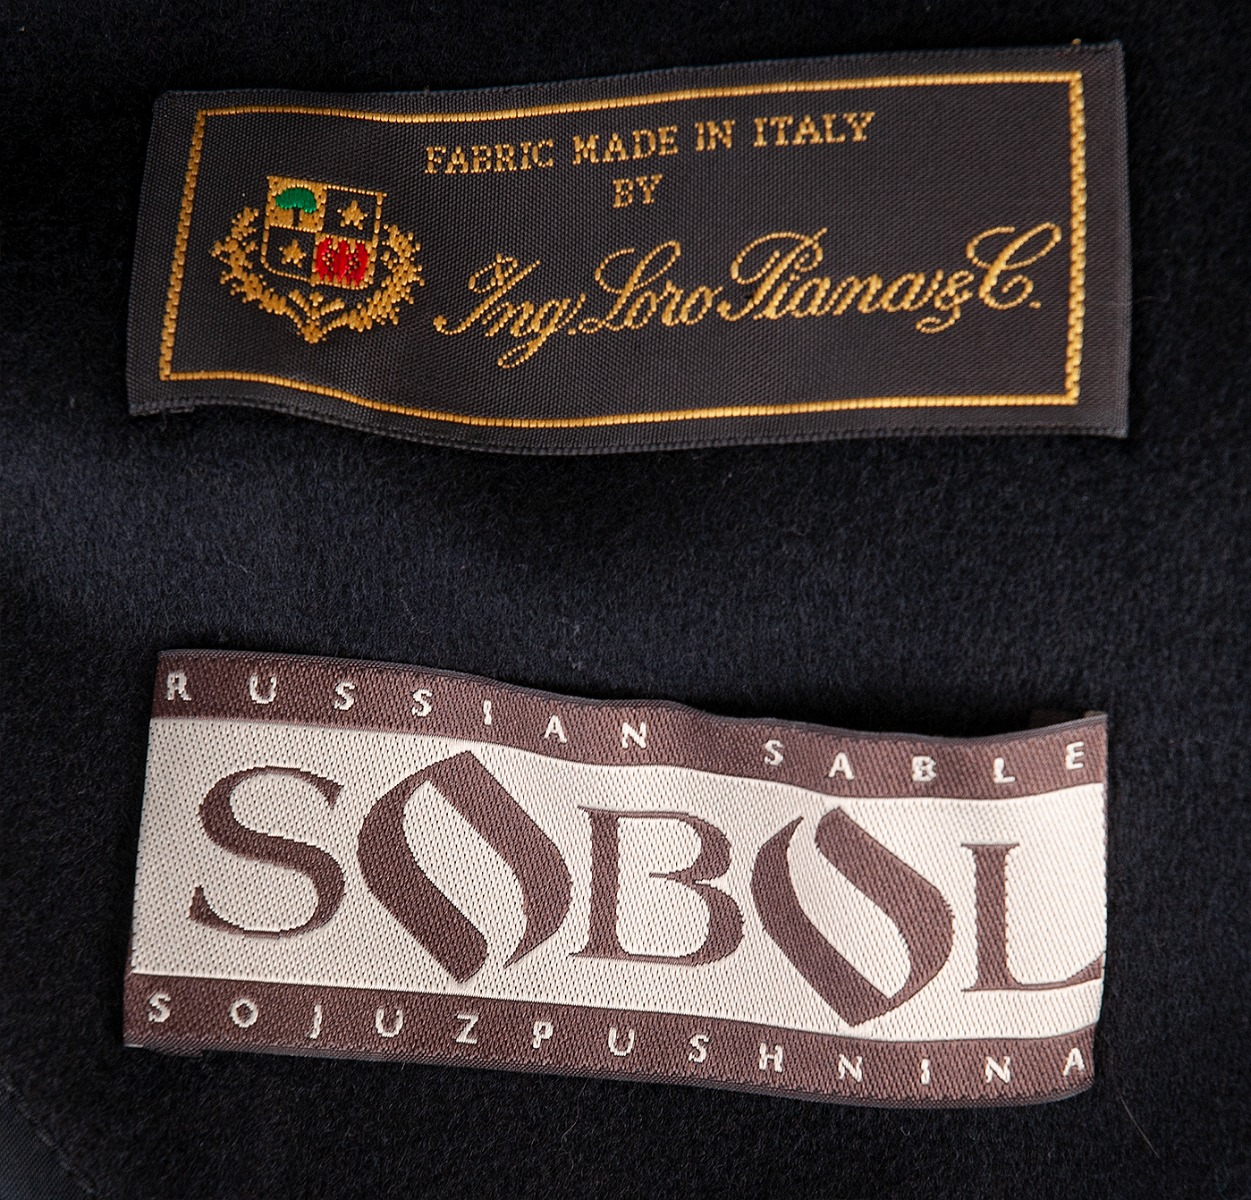 FABRIC MADE IN ITALY
BY
Ing. Loro Piana & C.
RUSSIAN SABLE
SOBOL
SOJUZPUSHNINA